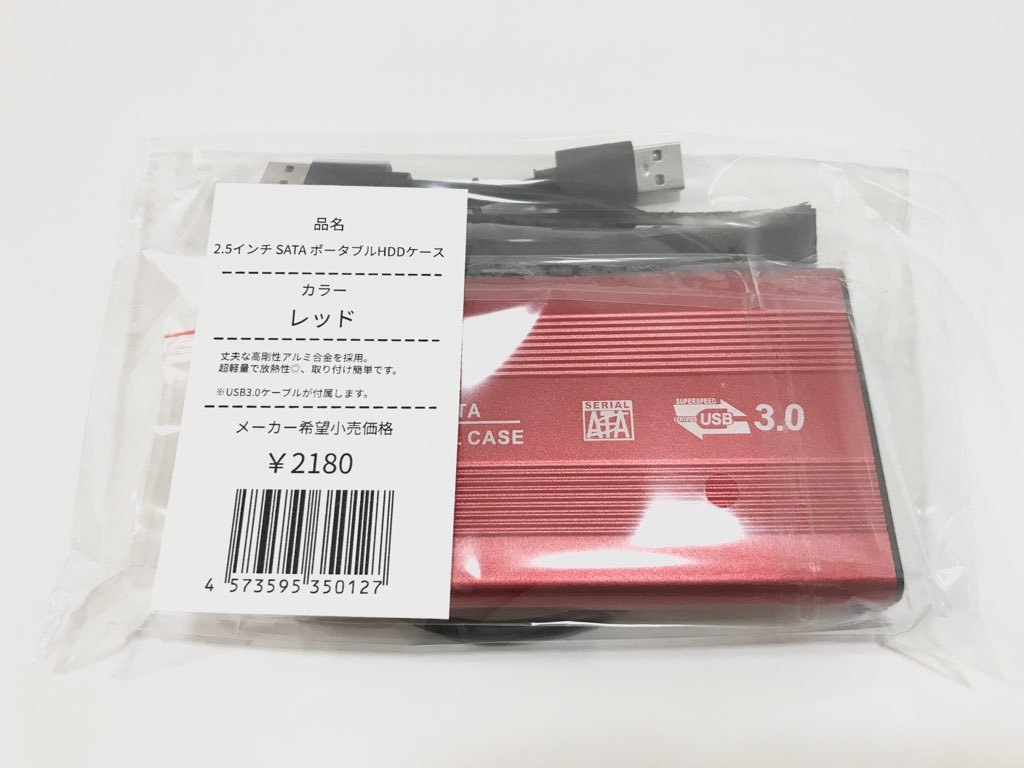 品名
2.5インチ SATA ポータブルHDDケース
カラー
レッド
丈夫な高剛性アルミ合金を採用。
超軽量で放熱性◎、取り付け簡単です。
※USB3.0ケーブルが付属します。
メーカー希望小売価格
￥2180
4 573595 350127
TA
CASE
SERIAL
ATA
SUPERSPEED
USB
3.0